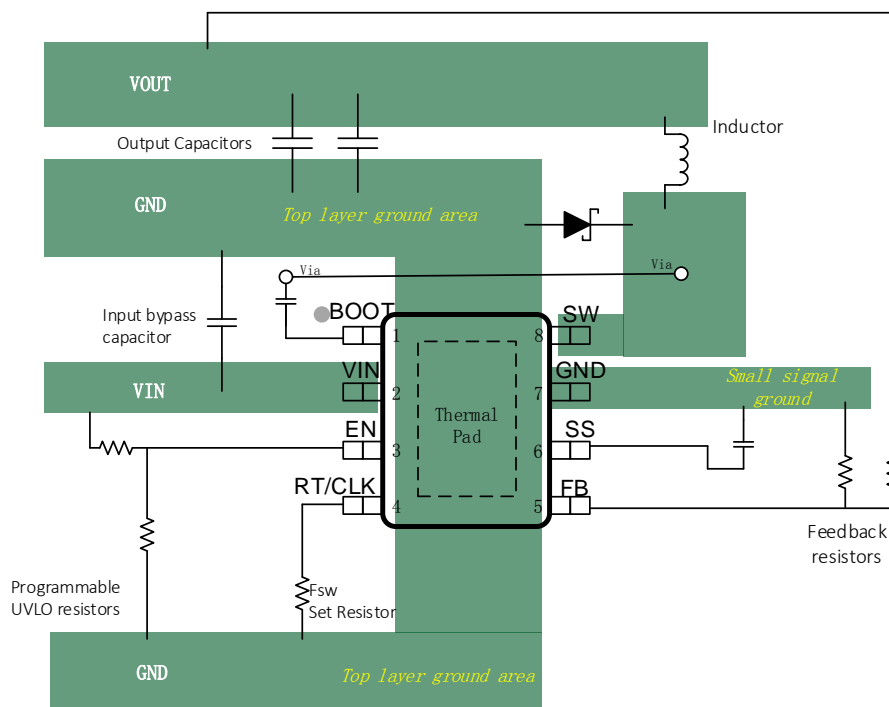 VOUT
Output Capacitors
Inductor
GND
Top layer ground area
Via
Via
Input bypass
capacitor
BOOT
SW
1
8
VIN
GND
VIN
2
7
Small signal
ground
Thermal
Pad
EN
SS
3
6
RT/CLK
FB
4
5
Feedback
resistors
Programmable
UVLO resistors
Fsw
Set Resistor
GND
Top layer ground area